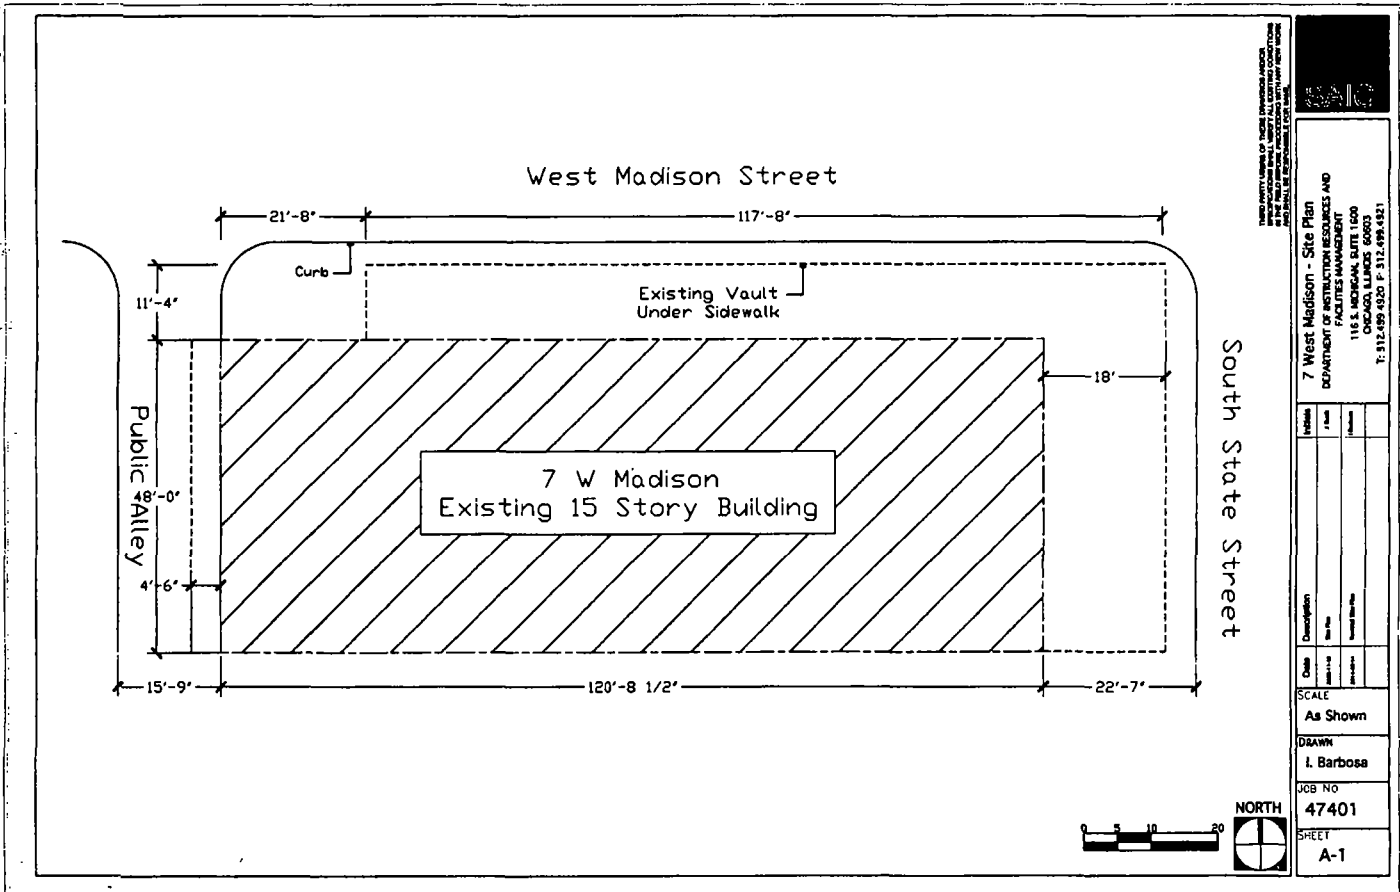 West Madison Street
21'-8"
117'-8"
Curb
Existing Vault
Under Sidewalk
11'-4"
18'
Public Alley
48'-0"
4'-6"
7 W Madison
Existing 15 Story Building
South State Street
15'-9"
120'-8 1/2"
22'-7"
0 5 10 20
NORTH
SAIC
7 West Madison - Site Plan
DEPARTMENT OF INSTRUCTION RESOURCES AND
FACILITIES MANAGEMENT
116 S. MICHIGAN, SUITE 1600
CHICAGO, ILLINOIS 60603
T: 312.499.4920 F: 312.499.4921
Initials
Description
Date
SCALE
As Shown
DRAWN
I. Barbosa
JOB NO
47401
SHEET
A-1